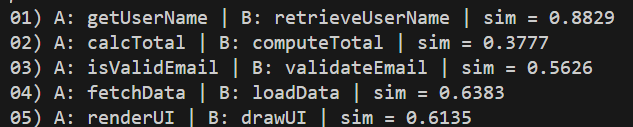 01) A: getUserName | B: retrieveUserName | sim = 0.8829
02) A: calcTotal | B: computeTotal | sim = 0.3777
03) A: isValidEmail | B: validateEmail | sim = 0.5626
04) A: fetchData | B: loadData | sim = 0.6383
05) A: renderUI | B: drawUI | sim = 0.6135